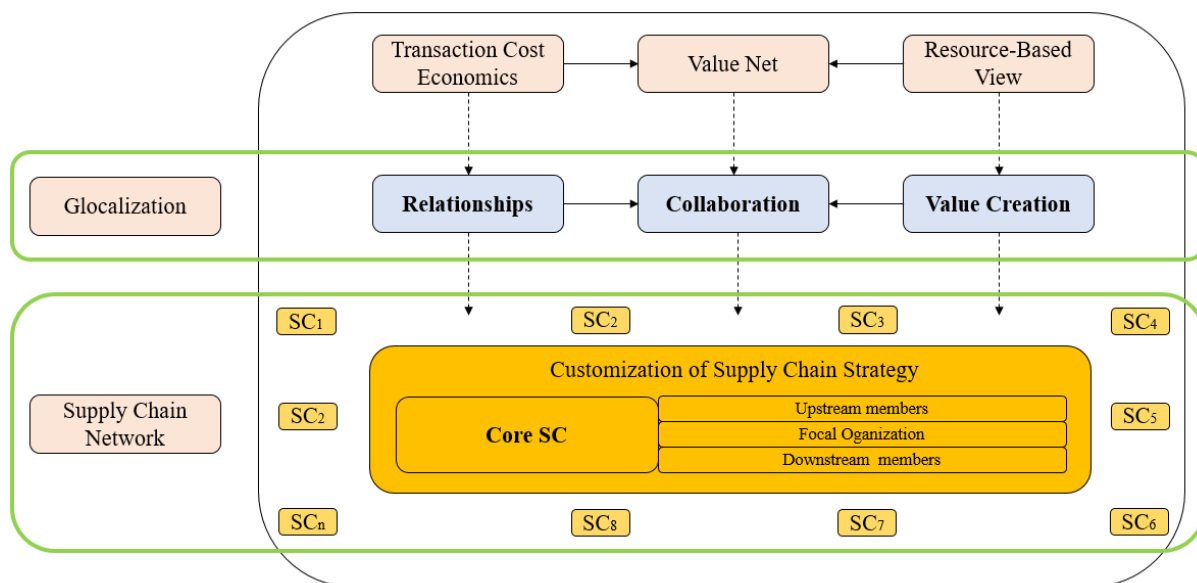 Transaction Cost
Economics
Value Net
Resource-Based
View
Glocalization
Relationships
Collaboration
Value Creation
SC1
SC2
SC3
SC4
Customization of Supply Chain Strategy
Supply Chain
Network
SC2
Core SC
Upstream members
Focal Oganization
Downstream members
SC5
SCn
SC8
SC7
SC6